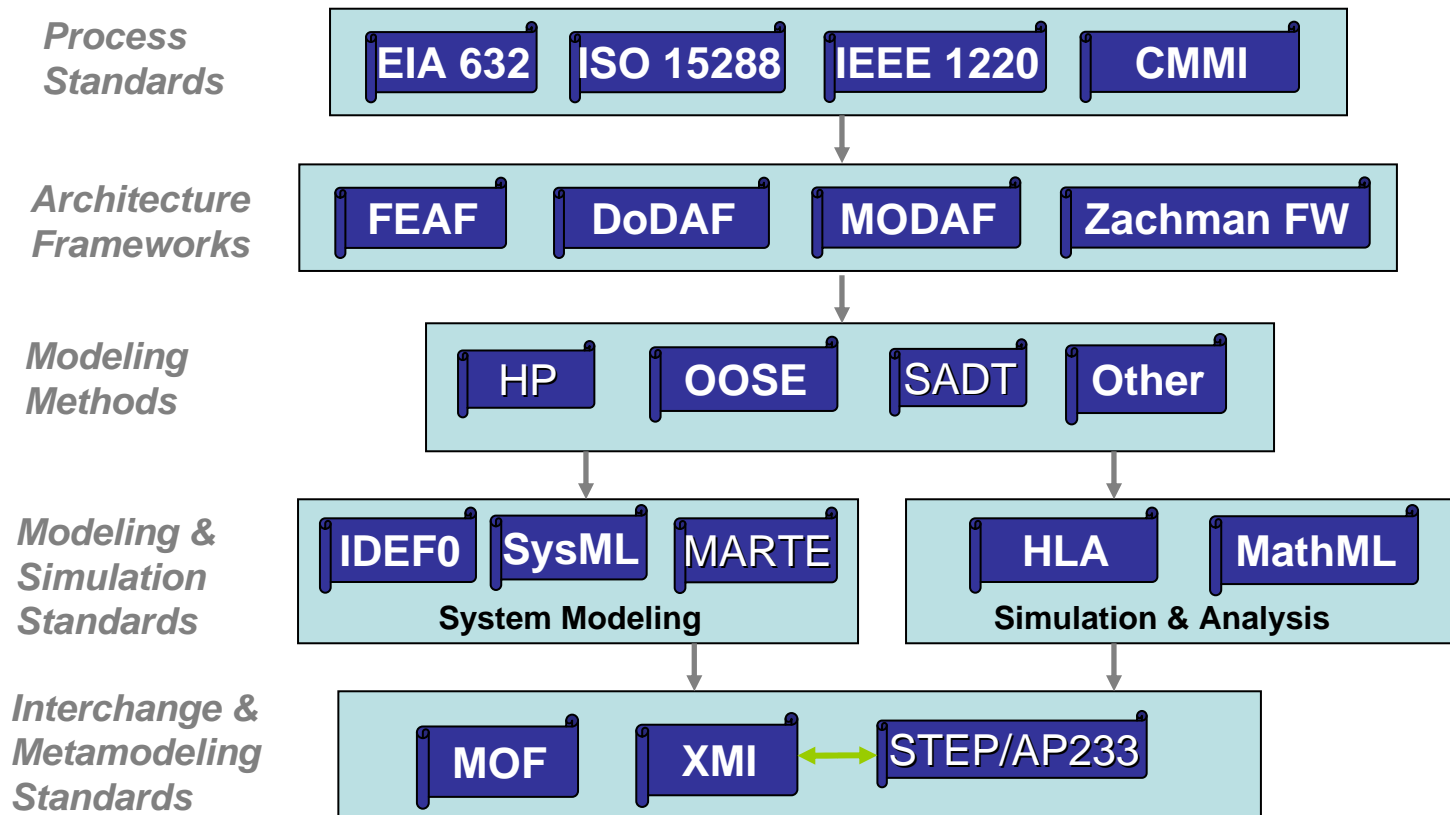 Process
Standards
EIA 632
ISO 15288
IEEE 1220
CMMI
Architecture
Frameworks
FEAF
DoDAF
MODAF
Zachman FW
Modeling
Methods
HP
OOSE
SADT
Other
Modeling &
Simulation
Standards
IDEF0
SysML
MARTE
System Modeling
HLA
MathML
Simulation & Analysis
Interchange &
Metamodeling
Standards
MOF
XMI
STEP/AP233